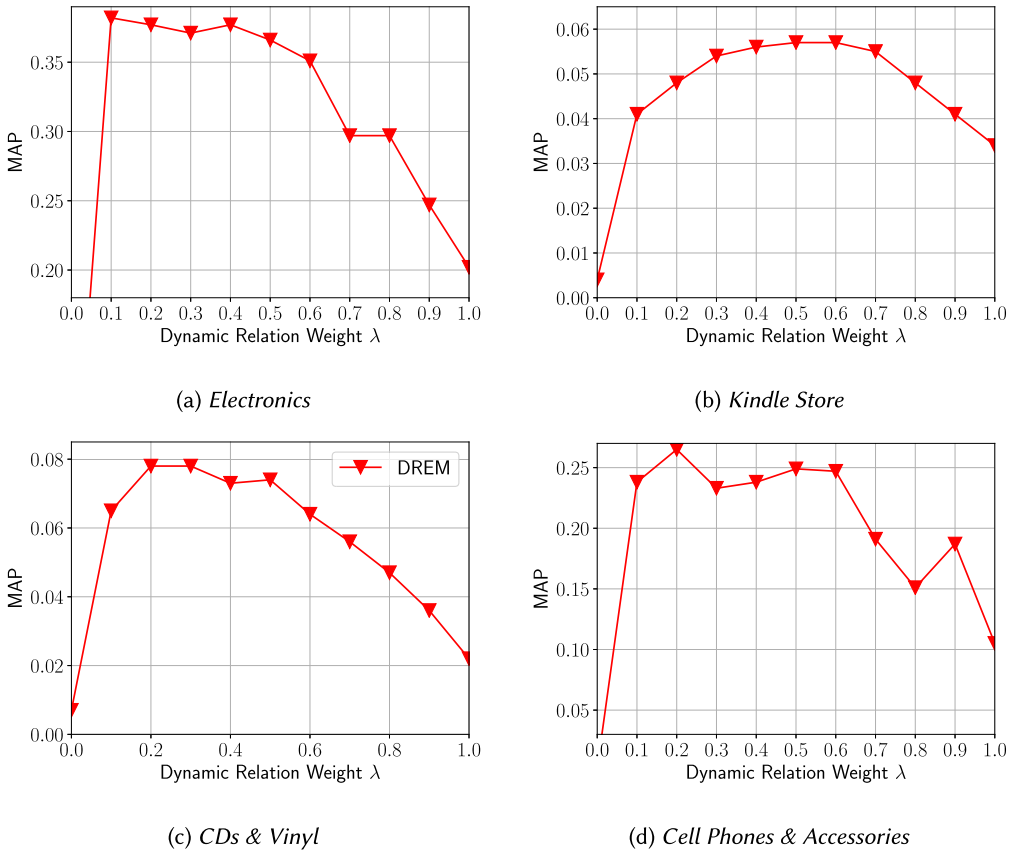 MAP
0.35
0.30
0.25
0.20
0.0 0.1 0.2 0.3 0.4 0.5 0.6 0.7 0.8 0.9 1.0
Dynamic Relation Weight λ
(a) Electronics
MAP
0.06
0.05
0.04
0.03
0.02
0.01
0.00
0.0 0.1 0.2 0.3 0.4 0.5 0.6 0.7 0.8 0.9 1.0
Dynamic Relation Weight λ
(b) Kindle Store
MAP
0.08
0.06
0.04
0.02
0.00
DREM
0.0 0.2 0.4 0.6 0.8 1.0
Dynamic Relation Weight λ
(c) CDs & Vinyl
MAP
0.25
0.20
0.15
0.10
0.05
0.0 0.1 0.2 0.3 0.4 0.5 0.6 0.7 0.8 0.9 1.0
Dynamic Relation Weight λ
(d) Cell Phones & Accessories